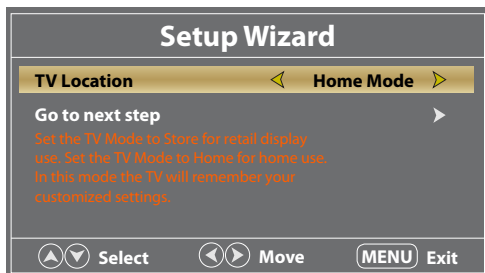 Setup Wizard
TV Location Home Mode
Go to next step
Set the TV Mode to Store for retail display
use. Set the TV Mode to Home for home use.
In this mode the TV will remember your
customized settings.
Select Move MENU Exit